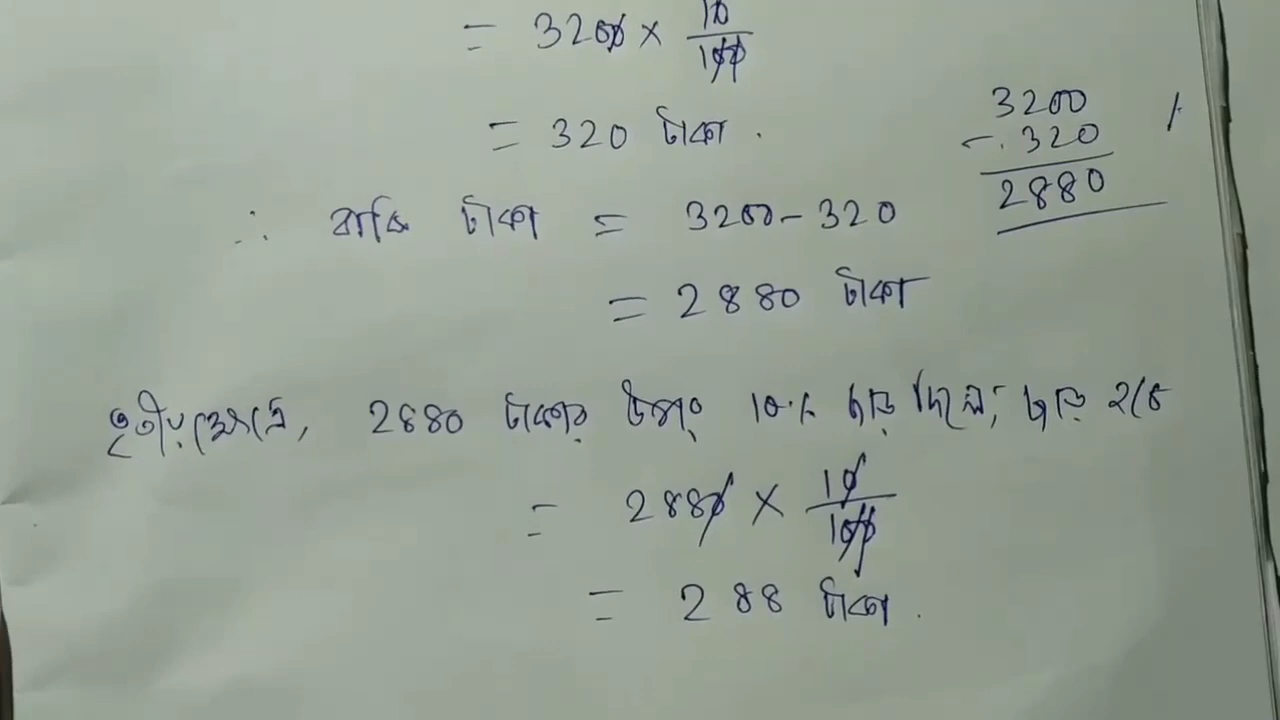 = 3200 × 10/100
= 320 টাকা.
3200
- 320
2880
∴ বাকি টাকা = 3200 - 320
= 2880 টাকা
তৃতীয়ক্ষেত্রে, 2880 টাকার উপর 10% ছাড় দিলে, ছাড় হবে
= 2880 × 10/100
= 288 টাকা.